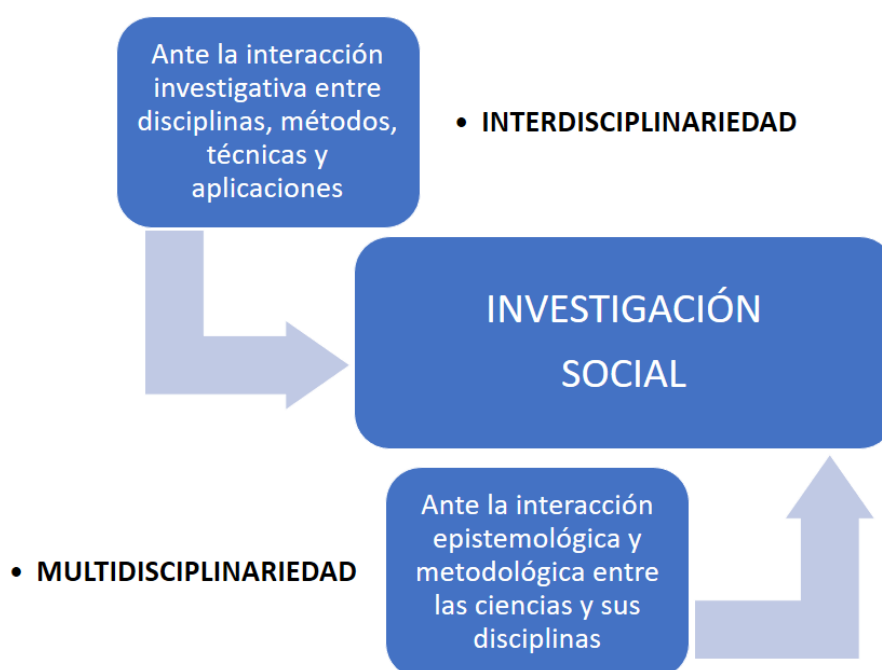 Ante la interacción
investigativa entre
disciplinas, métodos,
técnicas y
aplicaciones
• INTERDISCIPLINARIEDAD
INVESTIGACIÓN
SOCIAL
• MULTIDISCIPLINARIEDAD
Ante la interacción
epistemológica y
metodológica entre
las ciencias y sus
disciplinas